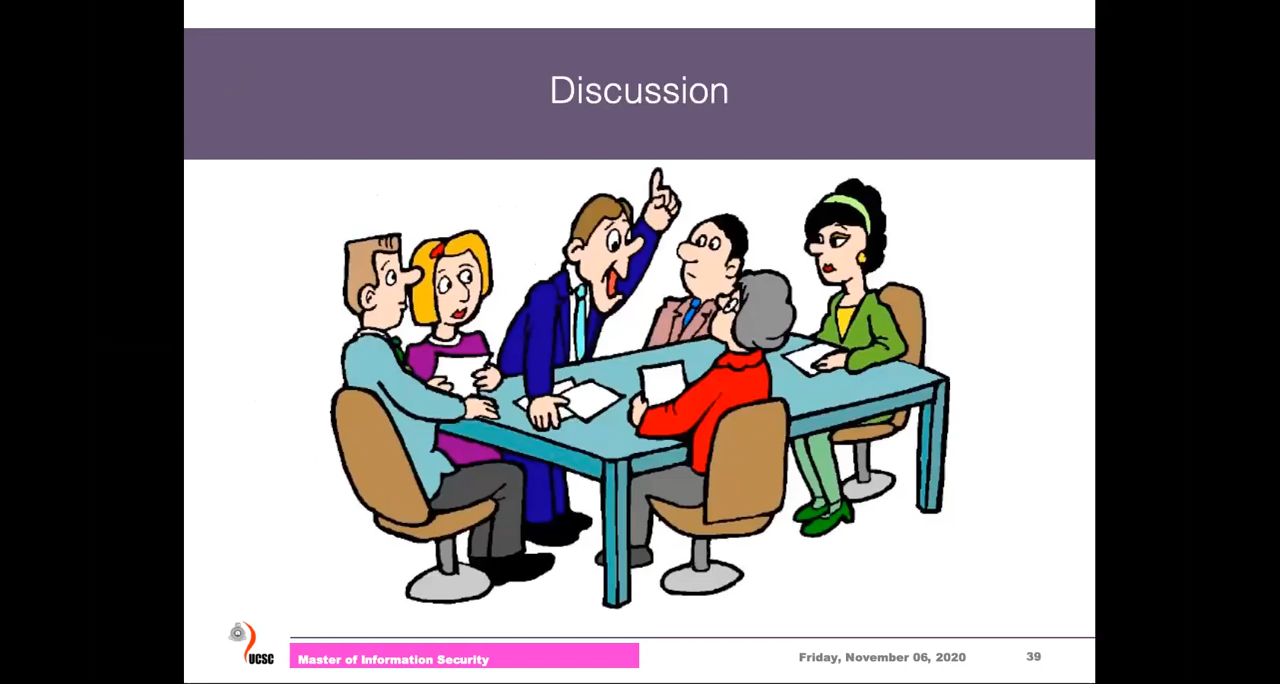 Discussion
UCSC
Master of Information Security
Friday, November 06, 2020
39